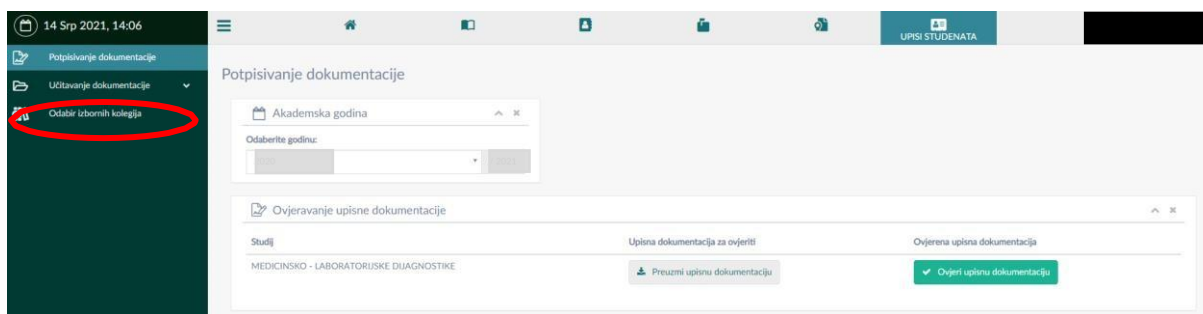 14 Srp 2021, 14:06
UPISI STUDENATA
Potpisivanje dokumentacije
Učitavanje dokumentacije
Odabir izbornih kolegija
Potpisivanje dokumentacije
Akademska godina
Odaberite godinu:
Ovjeravanje upisne dokumentacije
Studij Upisna dokumentacija za ovjeriti Ovjerena upisna dokumentacija
MEDICINSKO - LABORATORIJSKE DIJAGNOSTIKE Preuzmi upisnu dokumentaciju Ovjeri upisnu dokumentaciju